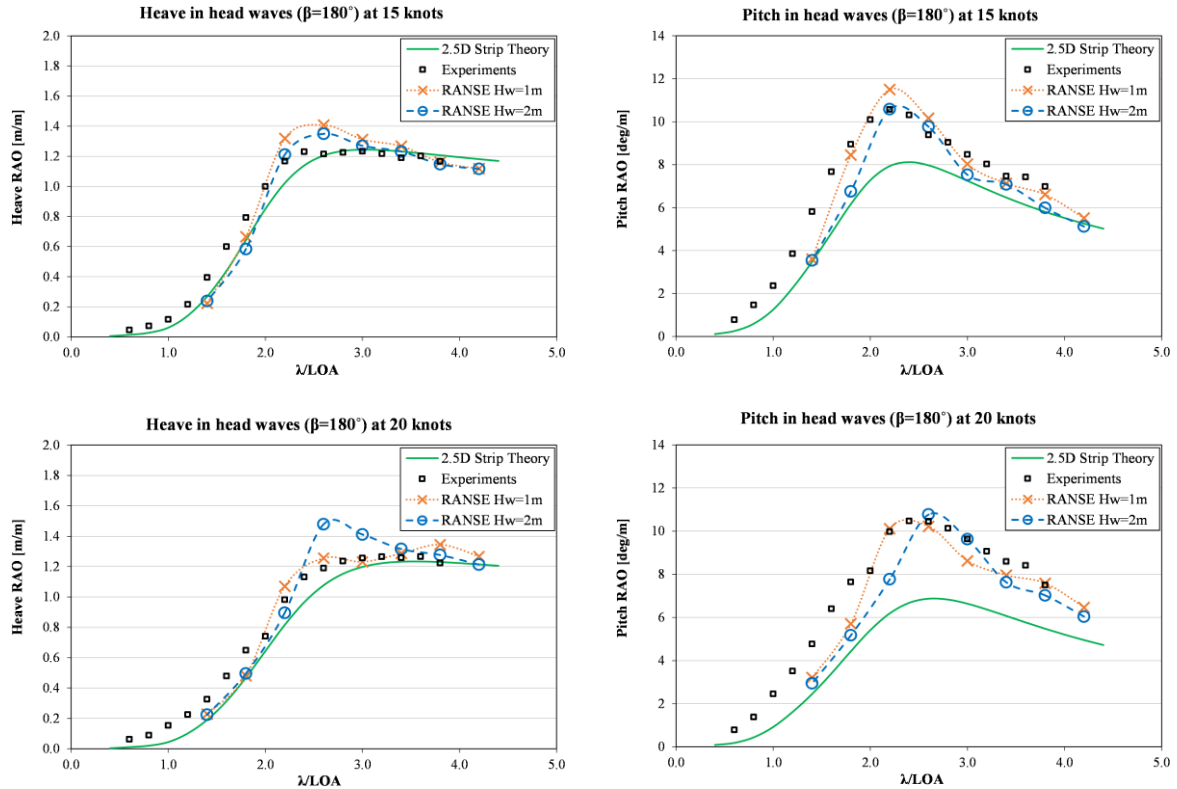 Heave in head waves (β=180˚) at 15 knots
Heave RAO [m/m]
2.0
1.8
1.6
1.4
1.2
1.0
0.8
0.6
0.4
0.2
0.0
0.0 1.0 2.0 3.0 4.0 5.0
λ/LOA
2.5D Strip Theory
Experiments
RANSE Hw=1m
RANSE Hw=2m
Pitch in head waves (β=180˚) at 15 knots
Pitch RAO [deg/m]
14
12
10
8
6
4
2
0
0.0 1.0 2.0 3.0 4.0 5.0
λ/LOA
2.5D Strip Theory
Experiments
RANSE Hw=1m
RANSE Hw=2m
Heave in head waves (β=180˚) at 20 knots
Heave RAO [m/m]
2.0
1.8
1.6
1.4
1.2
1.0
0.8
0.6
0.4
0.2
0.0
0.0 1.0 2.0 3.0 4.0 5.0
λ/LOA
2.5D Strip Theory
Experiments
RANSE Hw=1m
RANSE Hw=2m
Pitch in head waves (β=180˚) at 20 knots
Pitch RAO [deg/m]
14
12
10
8
6
4
2
0
0.0 1.0 2.0 3.0 4.0 5.0
λ/LOA
2.5D Strip Theory
Experiments
RANSE Hw=1m
RANSE Hw=2m